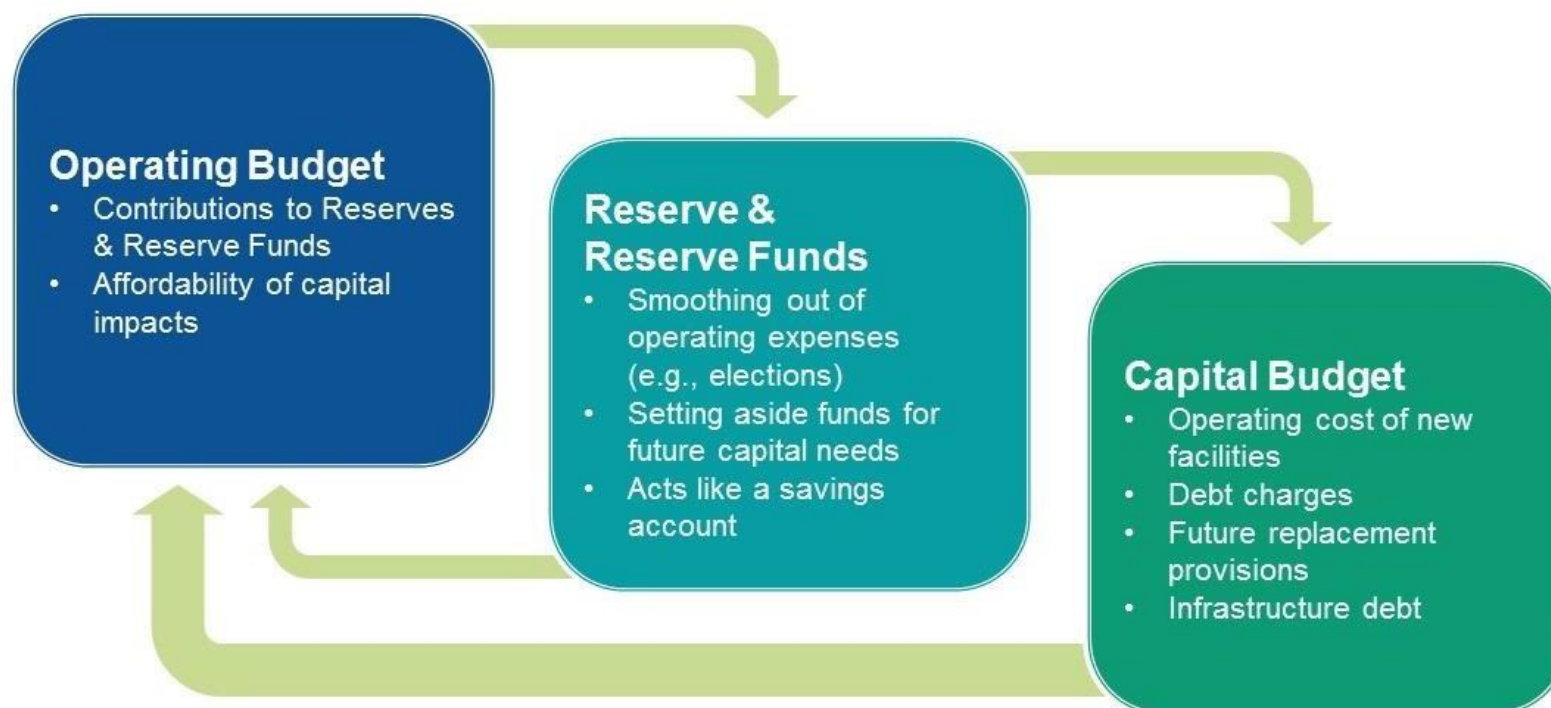 Operating Budget
• Contributions to Reserves
& Reserve Funds
• Affordability of capital
impacts
Reserve &
Reserve Funds
• Smoothing out of
operating expenses
(e.g., elections)
• Setting aside funds for
future capital needs
• Acts like a savings
account
Capital Budget
• Operating cost of new
facilities
• Debt charges
• Future replacement
provisions
• Infrastructure debt